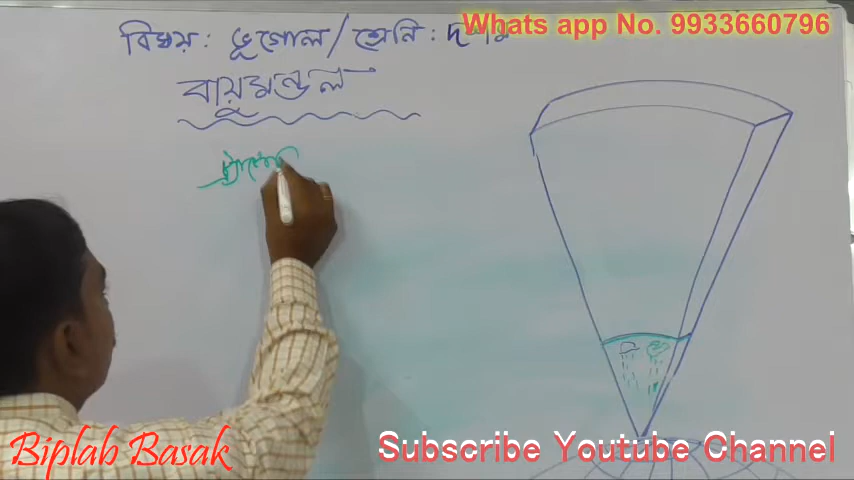 Whats app No. 9933660796
বিষয়: ভূগোল/শ্রেনি:
বায়ুমন্ডল
Biplab Basak
Subscribe Youtube Channel